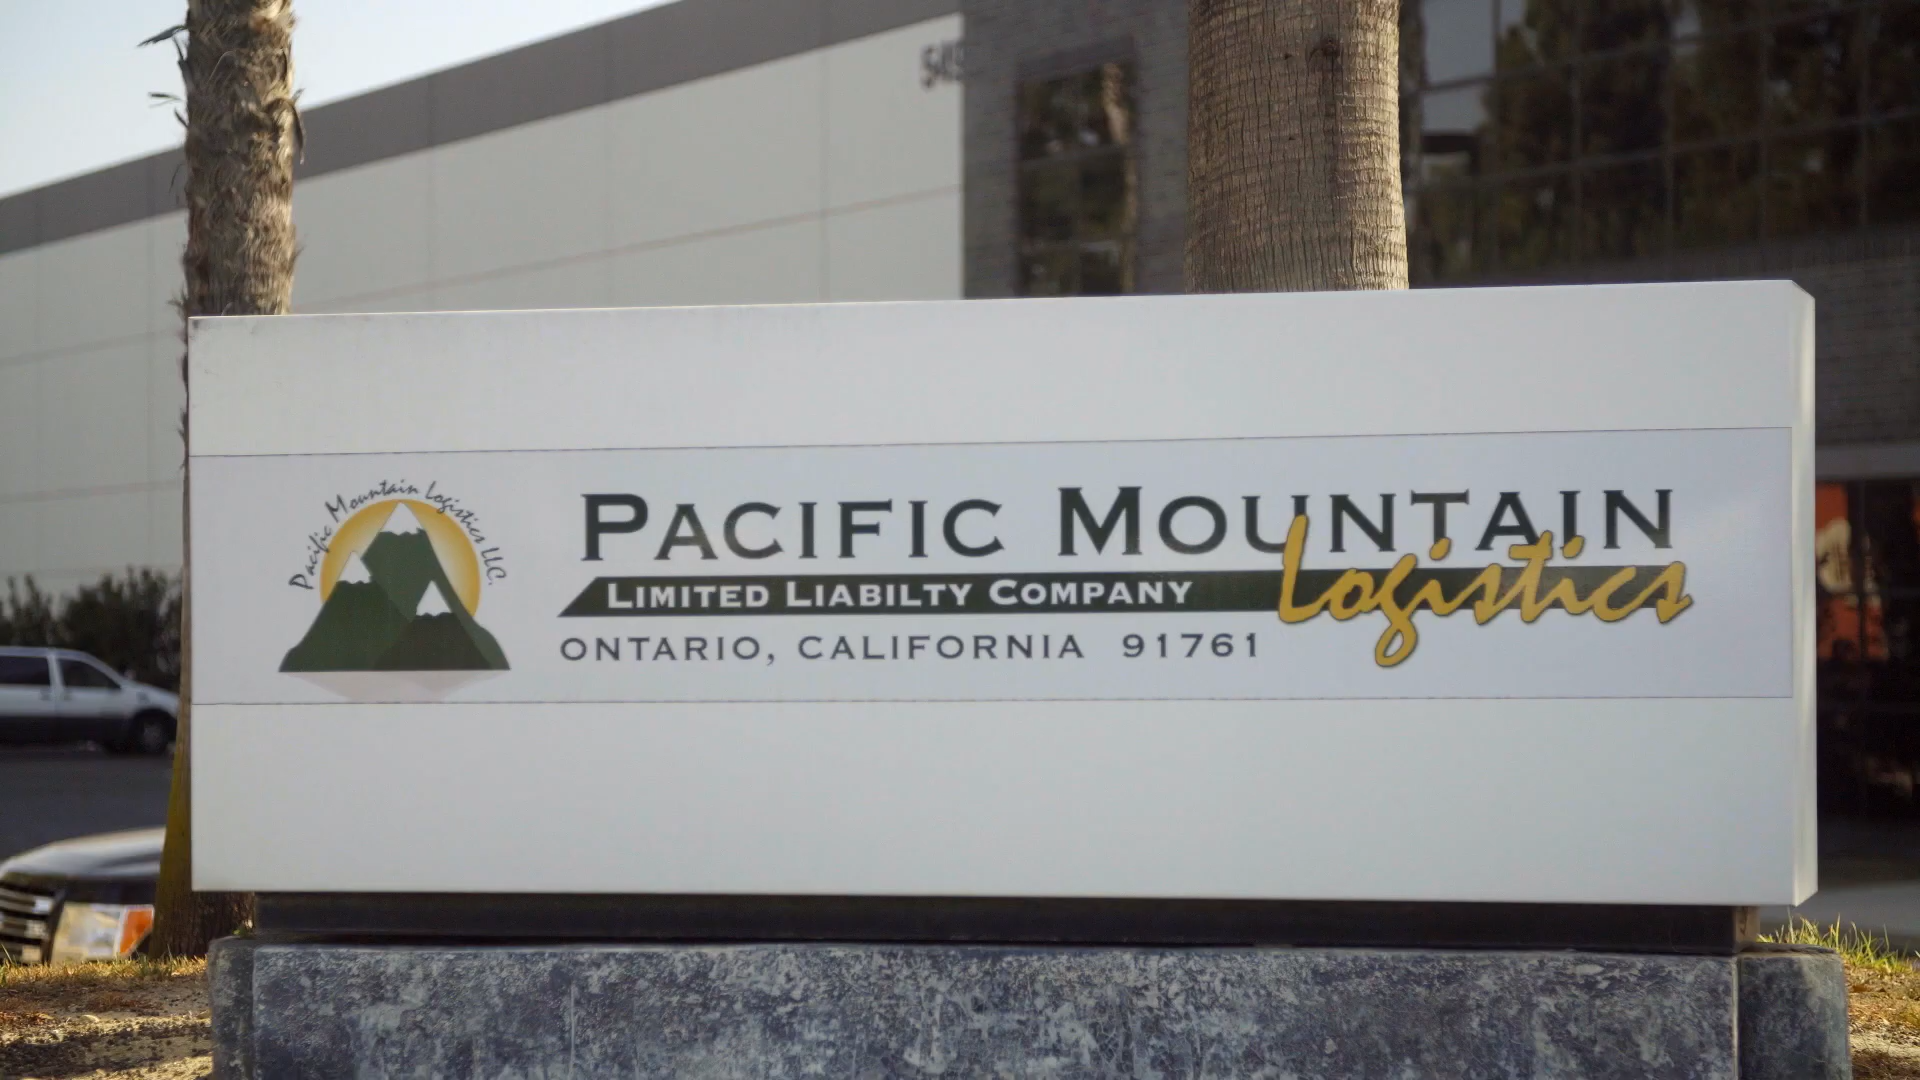 Pacific Mountain Logistics LLC.
PACIFIC MOUNTAIN
Logistics
LIMITED LIABILTY COMPANY
ONTARIO, CALIFORNIA 91761